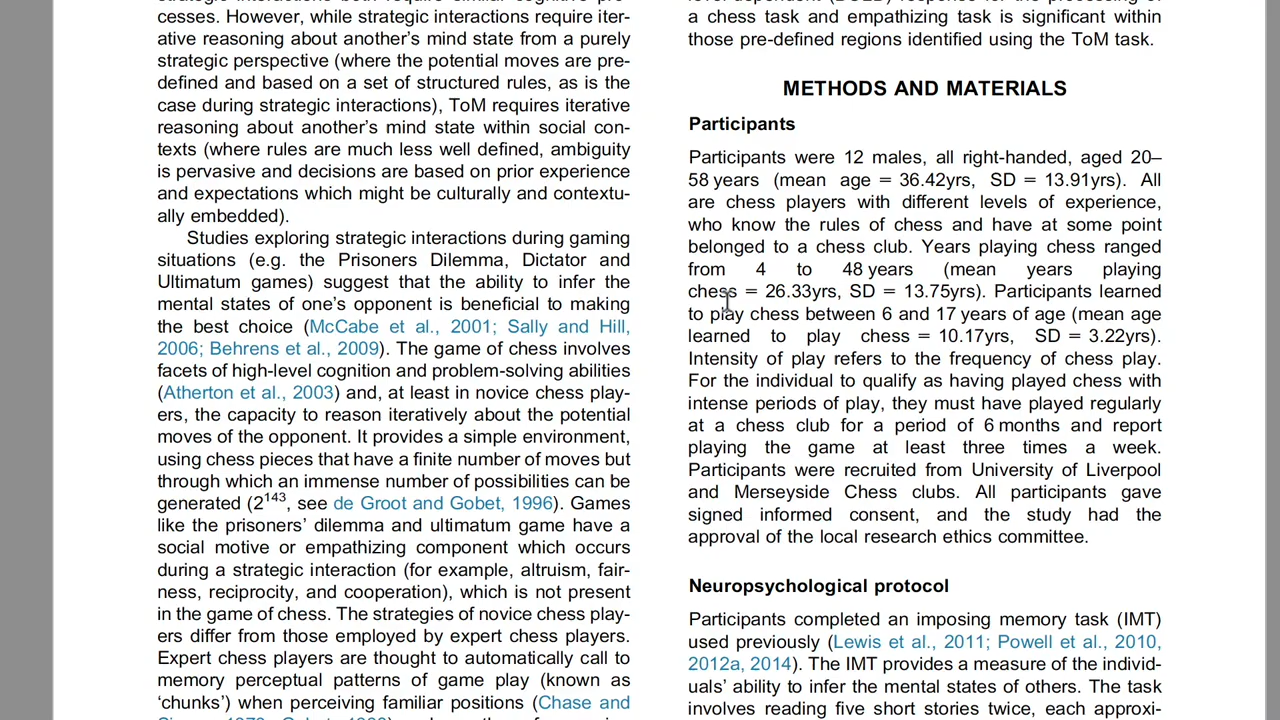 strategic interactions both require similar cognitive pro-
cesses. However, while strategic interactions require iter-
ative reasoning about another's mind state from a purely
strategic perspective (where the potential moves are pre-
defined and based on a set of structured rules, as is the
case during strategic interactions), ToM requires iterative
reasoning about another's mind state within social con-
texts (where rules are much less well defined, ambiguity
is pervasive and decisions are based on prior experience
and expectations which might be culturally and contextu-
ally embedded).
Studies exploring strategic interactions during gaming
situations (e.g. the Prisoners Dilemma, Dictator and
Ultimatum games) suggest that the ability to infer the
mental states of one's opponent is beneficial to making
the best choice (McCabe et al., 2001; Sally and Hill,
2006; Behrens et al., 2009). The game of chess involves
facets of high-level cognition and problem-solving abilities
(Atherton et al., 2003) and, at least in novice chess play-
ers, the capacity to reason iteratively about the potential
moves of the opponent. It provides a simple environment,
using chess pieces that have a finite number of moves but
through which an immense number of possibilities can be
generated (2^143, see de Groot and Gobet, 1996). Games
like the prisoners' dilemma and ultimatum game have a
social motive or empathizing component which occurs
during a strategic interaction (for example, altruism, fair-
ness, reciprocity, and cooperation), which is not present
in the game of chess. The strategies of novice chess play-
ers differ from those employed by expert chess players.
Expert chess players are thought to automatically call to
memory perceptual patterns of game play (known as
'chunks') when perceiving familiar positions (Chase and
level dependent (BOLD) response for the processing of
a chess task and empathizing task is significant within
those pre-defined regions identified using the ToM task.
METHODS AND MATERIALS
Participants
Participants were 12 males, all right-handed, aged 20–
58 years (mean age = 36.42yrs, SD = 13.91yrs). All
are chess players with different levels of experience,
who know the rules of chess and have at some point
belonged to a chess club. Years playing chess ranged
from 4 to 48 years (mean years playing
chess = 26.33yrs, SD = 13.75yrs). Participants learned
to play chess between 6 and 17 years of age (mean age
learned to play chess = 10.17yrs, SD = 3.22yrs).
Intensity of play refers to the frequency of chess play.
For the individual to qualify as having played chess with
intense periods of play, they must have played regularly
at a chess club for a period of 6 months and report
playing the game at least three times a week.
Participants were recruited from University of Liverpool
and Merseyside Chess clubs. All participants gave
signed informed consent, and the study had the
approval of the local research ethics committee.
Neuropsychological protocol
Participants completed an imposing memory task (IMT)
used previously (Lewis et al., 2011; Powell et al., 2010,
2012a, 2014). The IMT provides a measure of the individ-
uals' ability to infer the mental states of others. The task
involves reading five short stories twice, each approxi-